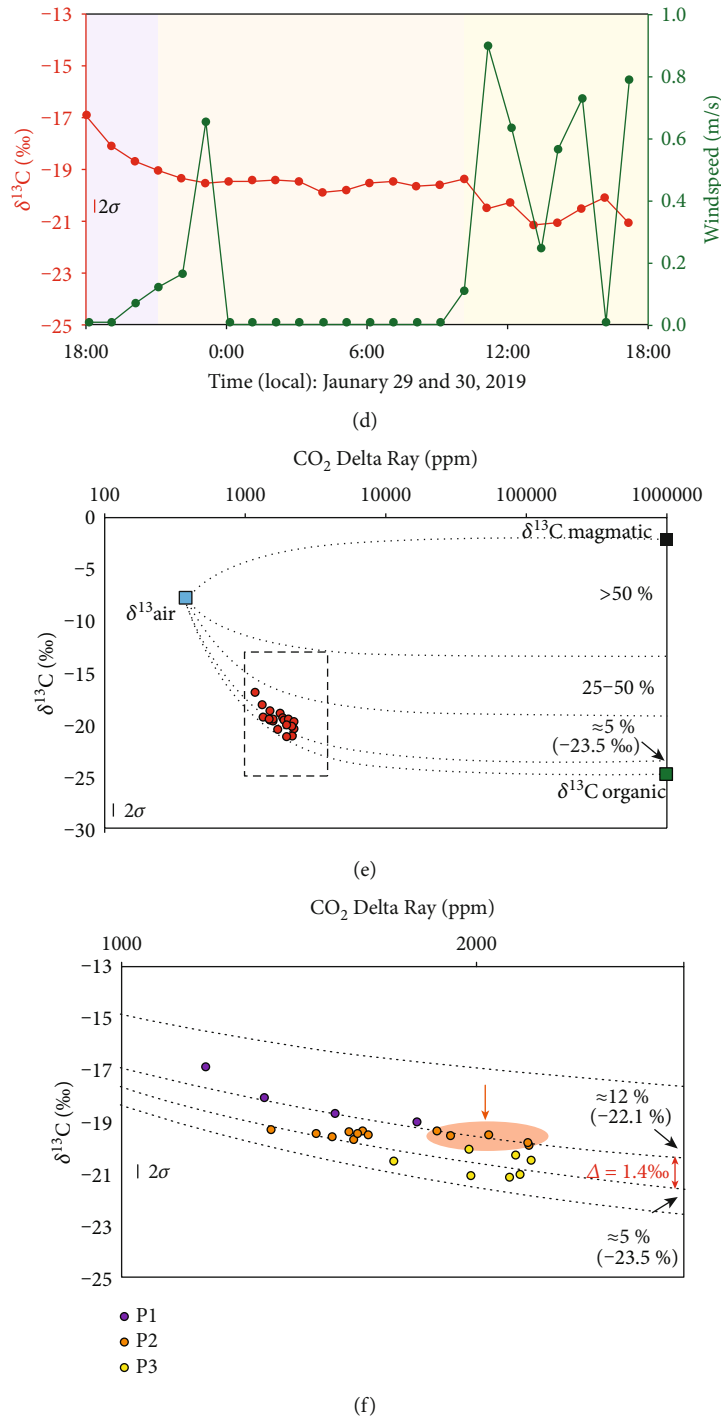 −13
−15
−17
−19
−21
−23
−25
δ¹³C (‰)
2σ
1.0
0.8
0.6
0.4
0.2
0.0
Windspeed (m/s)
18:00 0:00 6:00 12:00 18:00
Time (local): Jaunary 29 and 30, 2019
(d)
CO₂ Delta Ray (ppm)
100 1000 10000 100000 1000000
0
−5
−10
−15
−20
−25
−30
δ¹³C (‰)
δ¹³C magmatic
δ¹³air
>50 %
25−50 %
≈5 %
(−23.5 ‰)
δ¹³C organic
2σ
(e)
CO₂ Delta Ray (ppm)
1000 2000
−13
−15
−17
−19
−21
−23
−25
δ¹³C (‰)
2σ
≈12 %
(−22.1 %)
Δ = 1.4‰
≈5 %
(−23.5 %)
P1
P2
P3
(f)